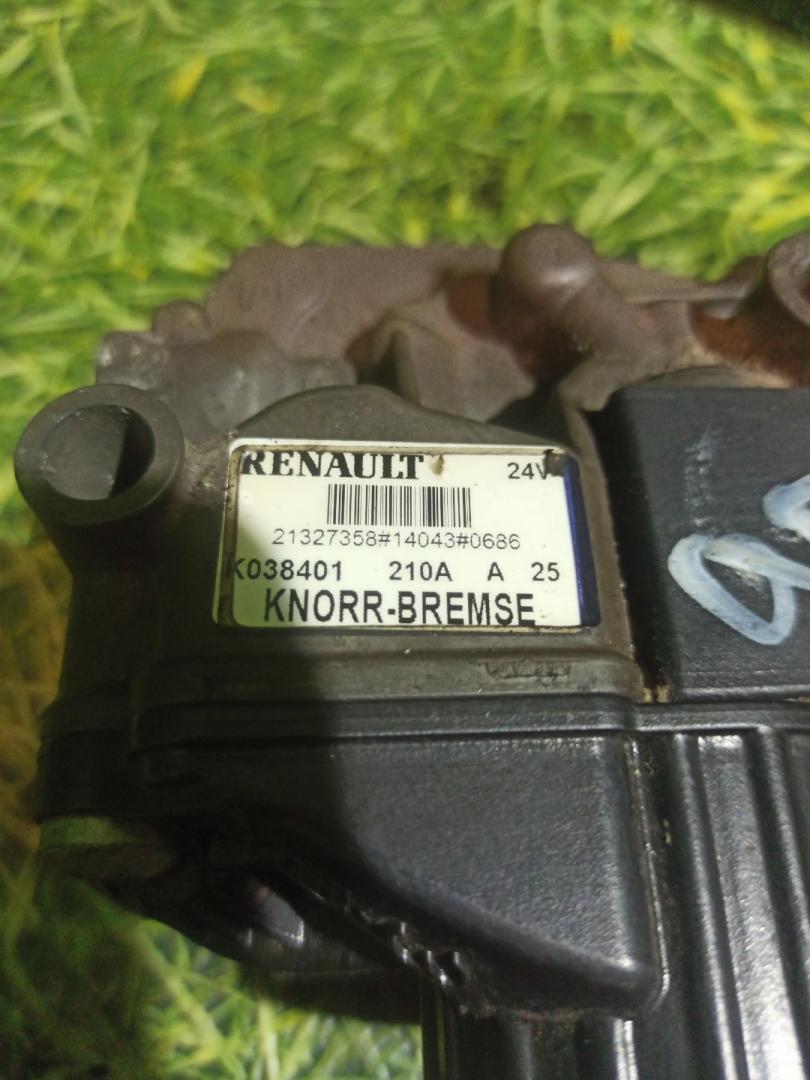 RENAULT 24V
21327358#14043#0686
K038401 210A A 25
KNORR-BREMSE